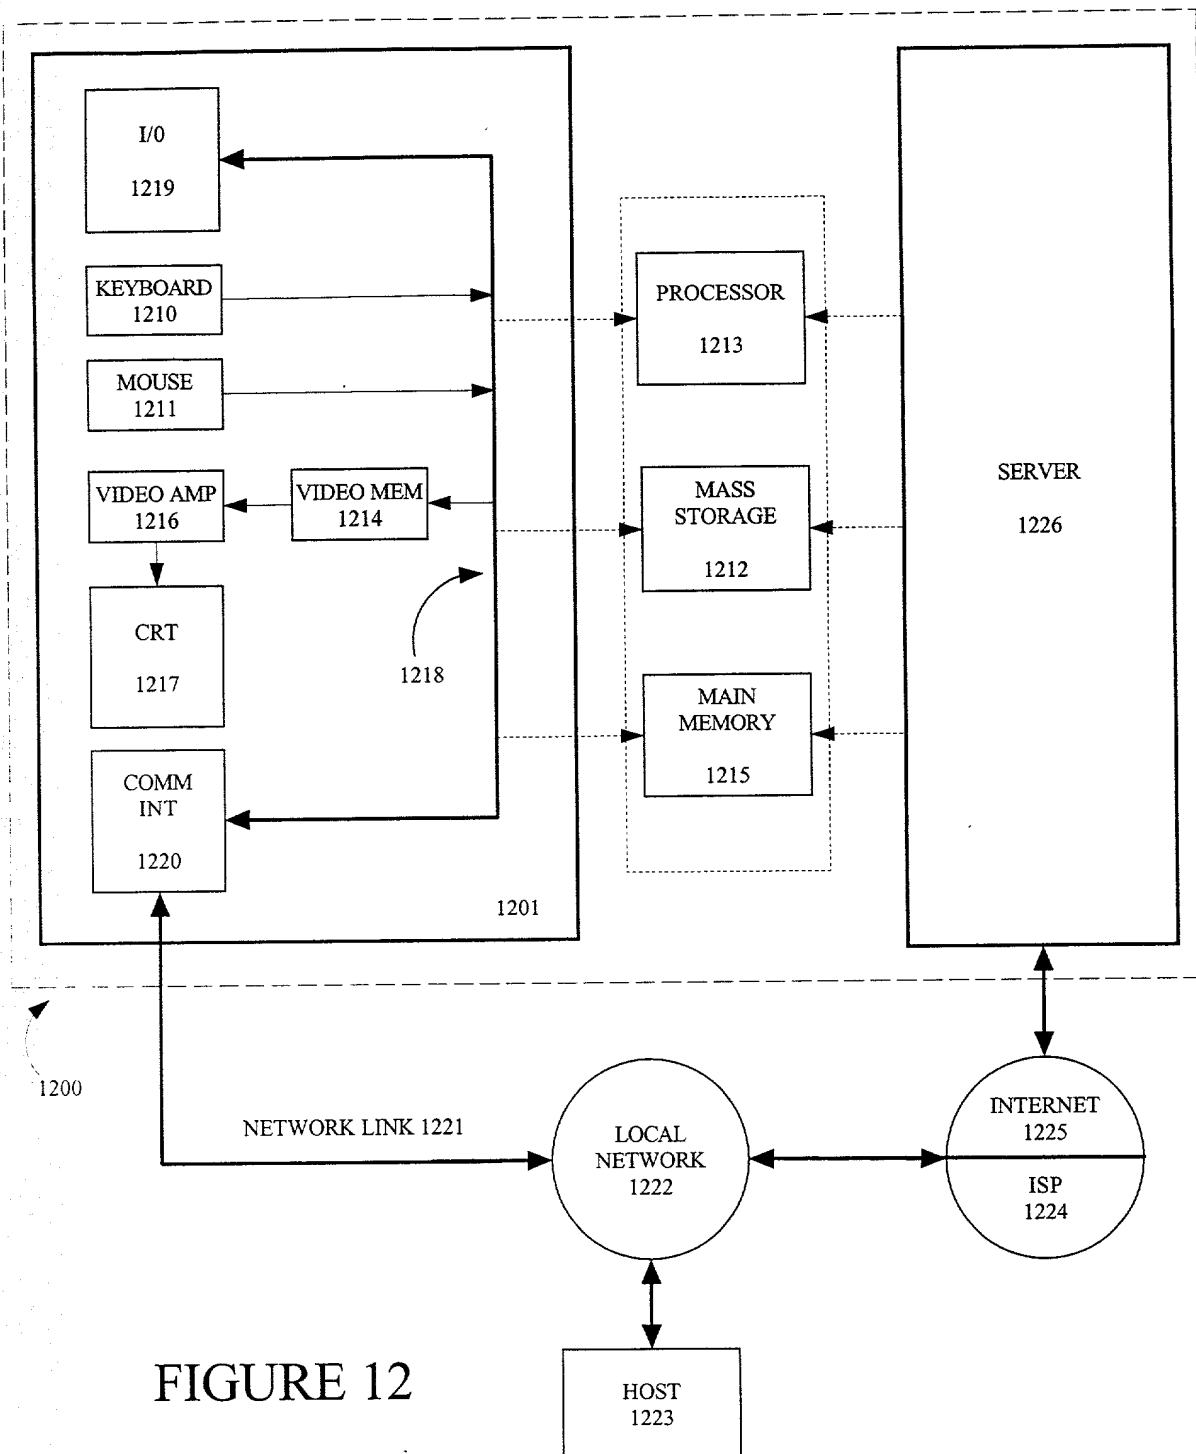 I/0
1219
KEYBOARD
1210
MOUSE
1211
VIDEO AMP
1216
VIDEO MEM
1214
CRT
1217
1218
COMM
INT
1220
1201
PROCESSOR
1213
MASS
STORAGE
1212
MAIN
MEMORY
1215
SERVER
1226
1200
NETWORK LINK 1221
LOCAL
NETWORK
1222
INTERNET
1225
ISP
1224
HOST
1223
FIGURE 12